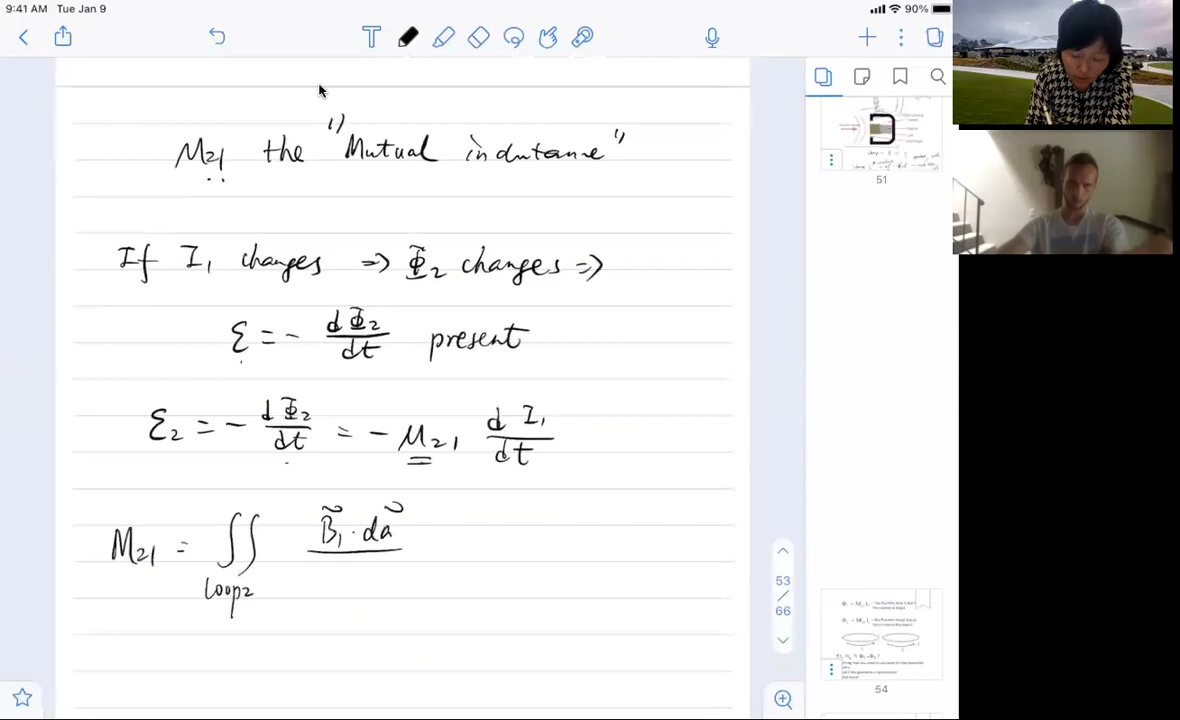 9:41 AM Tue Jan 9
90%
M21 the "Mutual inductance"
If I₁ changes => Φ₂ changes =>
ε = - dΦ₂/dt present
ε₂ = - dΦ₂/dt = - M₂₁ dI₁/dt
M₂₁ = ∬ B̃₁ · dã
Loop2
51
53
/
66
54